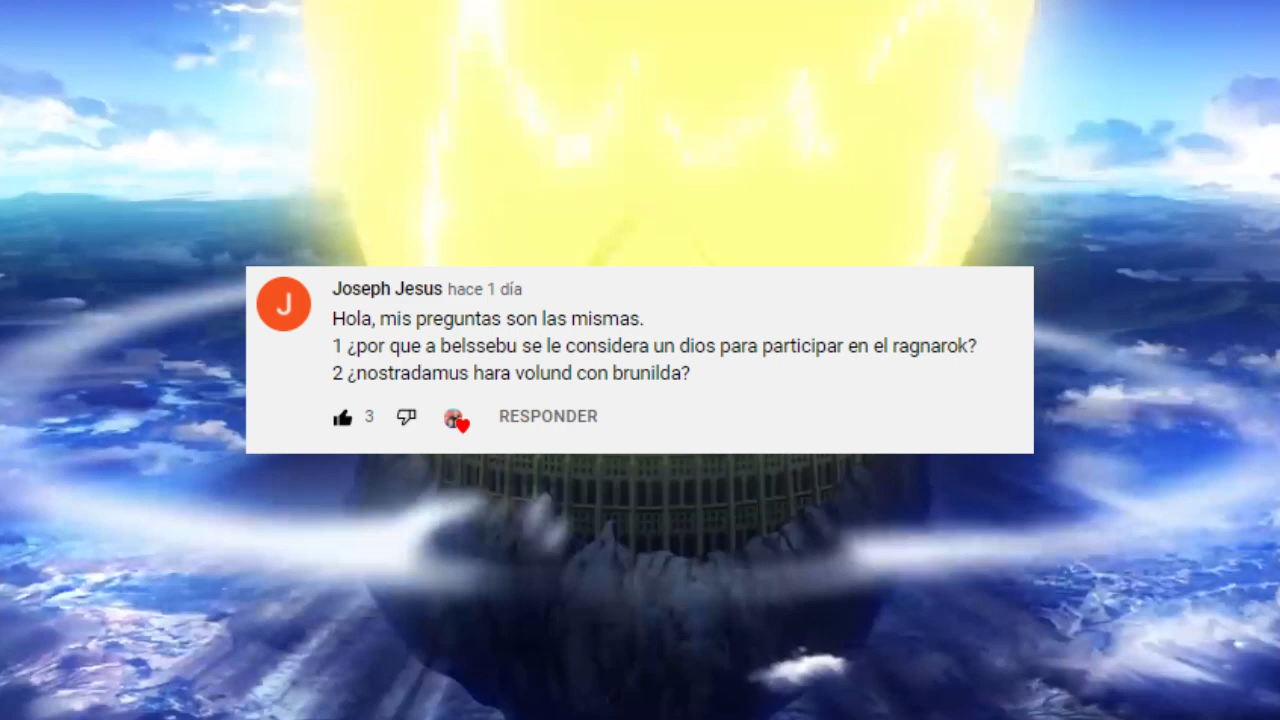 J
Joseph Jesus hace 1 día
Hola, mis preguntas son las mismas.
1 ¿por que a belssebu se le considera un dios para participar en el ragnarok?
2 ¿nostradamus hara volund con brunilda?
3 RESPONDER